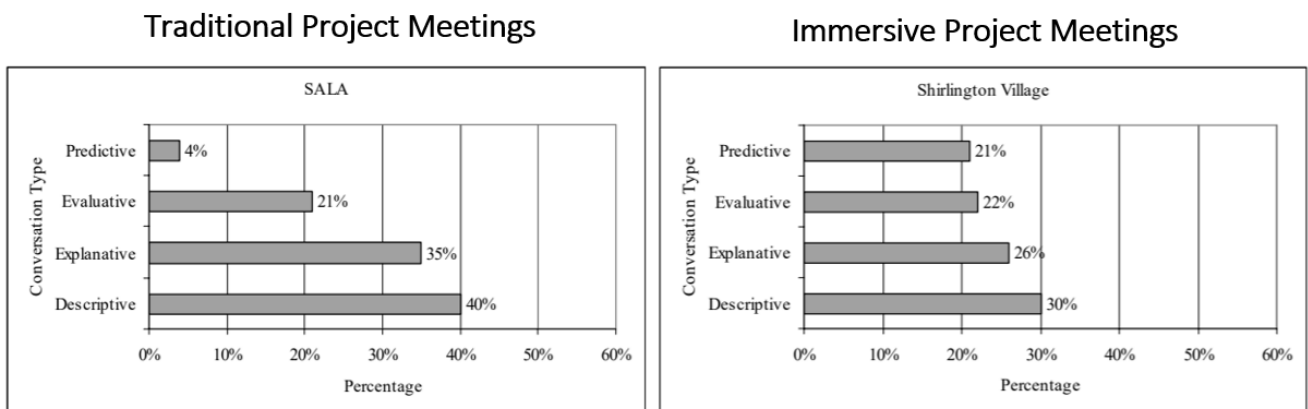 Traditional Project Meetings
SALA
Conversation Type
Predictive
4%
Evaluative
21%
Explanative
35%
Descriptive
40%
0% 10% 20% 30% 40% 50% 60%
Percentage
Immersive Project Meetings
Shirlington Village
Conversation Type
Predictive
21%
Evaluative
22%
Explanative
26%
Descriptive
30%
0% 10% 20% 30% 40% 50% 60%
Percentage